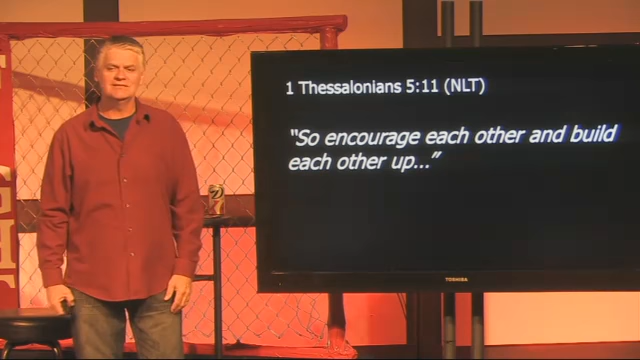 1 Thessalonians 5:11 (NLT)
"So encourage each other and build
each other up..."
TOSHIBA